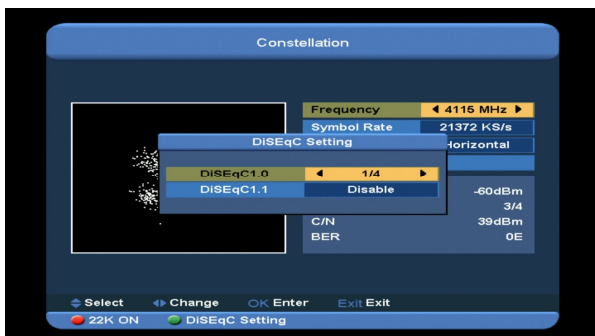 Constellation
Frequency 4115 MHz
Symbol Rate 21372 KS/s
DiSEqC Setting
Horizontal
DiSEqC1.0 1/4
DiSEqC1.1 Disable
-60dBm
3/4
C/N 39dBm
BER 0E
Select Change OK Enter Exit Exit
22K ON DiSEqC Setting